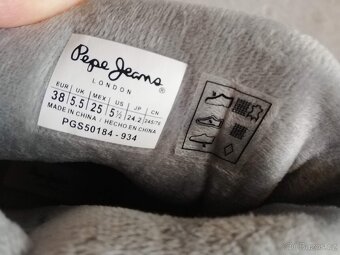 Pepe Jeans
LONDON
EUR UK MEX US JP CN
38 5.5 25 5½ 24.2 245/78
MADE IN CHINA / HECHO EN CHINA
PGS50184 - 934